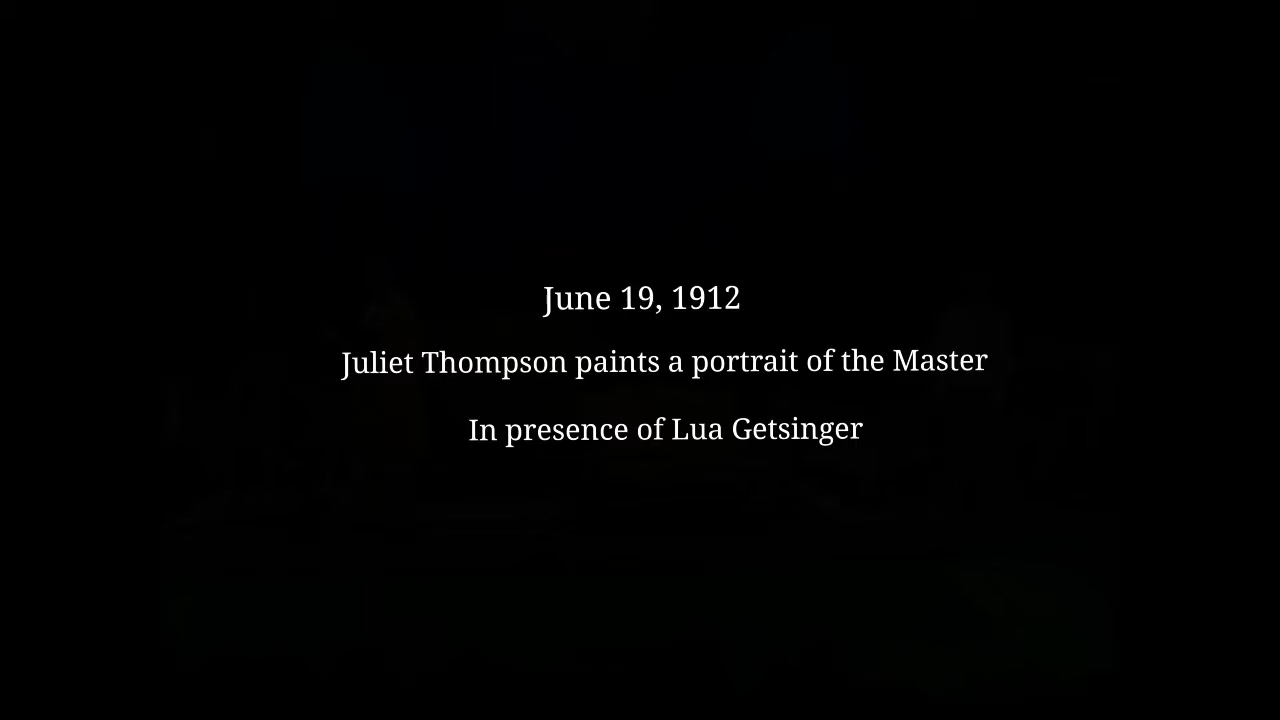 June 19, 1912
Juliet Thompson paints a portrait of the Master
In presence of Lua Getsinger